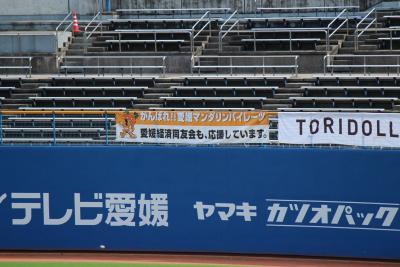 がんばれ!!愛媛マンダリンパイレーツ
愛媛経済同友会も、応援しています。
TORIDOLL
テレビ愛媛
ヤマキ カツオパック